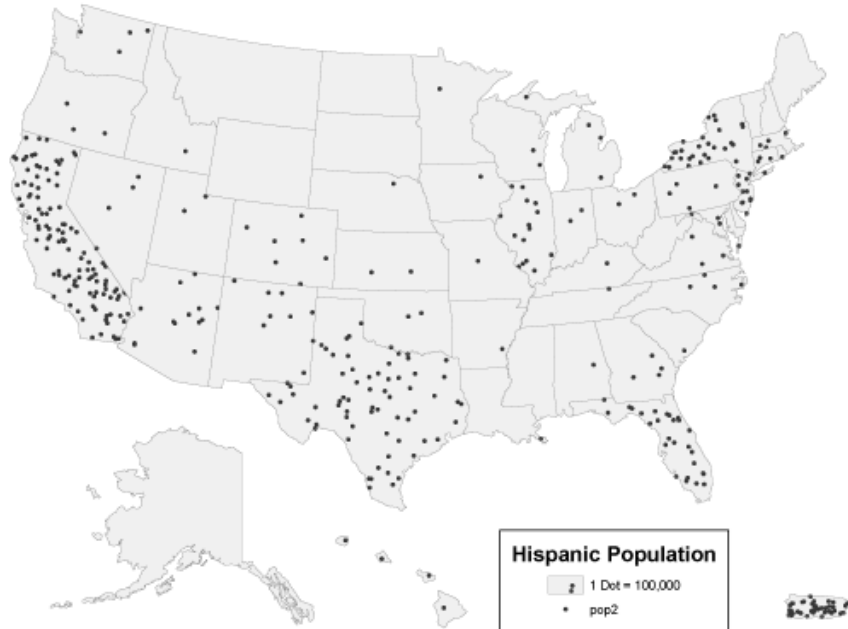 Hispanic Population
1 Dot = 100,000
pop2